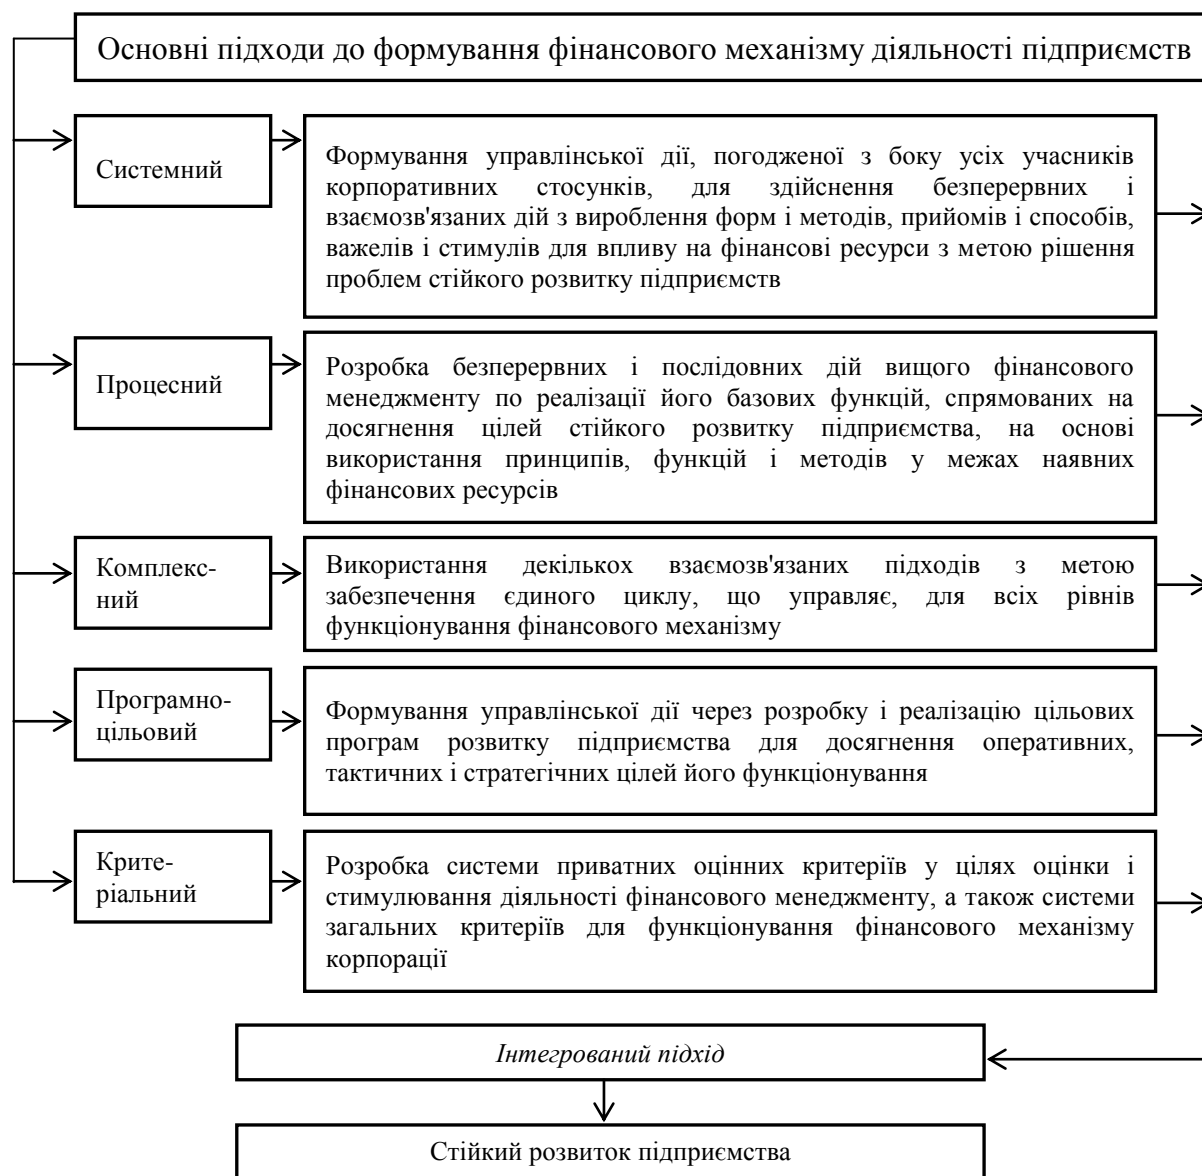 Основні підходи до формування фінансового механізму діяльності підприємств
Системний
Формування управлінської дії, погодженої з боку усіх учасників
корпоративних стосунків, для здійснення безперервних і
взаємозв'язаних дій з вироблення форм і методів, прийомів і способів,
важелів і стимулів для впливу на фінансові ресурси з метою рішення
проблем стійкого розвитку підприємств
Процесний
Розробка безперервних і послідовних дій вищого фінансового
менеджменту по реалізації його базових функцій, спрямованих на
досягнення цілей стійкого розвитку підприємства, на основі
використання принципів, функцій і методів у межах наявних
фінансових ресурсів
Комплекс-
ний
Використання декількох взаємозв'язаних підходів з метою
забезпечення єдиного циклу, що управляє, для всіх рівнів
функціонування фінансового механізму
Програмно-
цільовий
Формування управлінської дії через розробку і реалізацію цільових
програм розвитку підприємства для досягнення оперативних,
тактичних і стратегічних цілей його функціонування
Крите-
ріальний
Розробка системи приватних оцінних критеріїв у цілях оцінки і
стимулювання діяльності фінансового менеджменту, а також системи
загальних критеріїв для функціонування фінансового механізму
корпорації
Інтегрований підхід
Стійкий розвиток підприємства